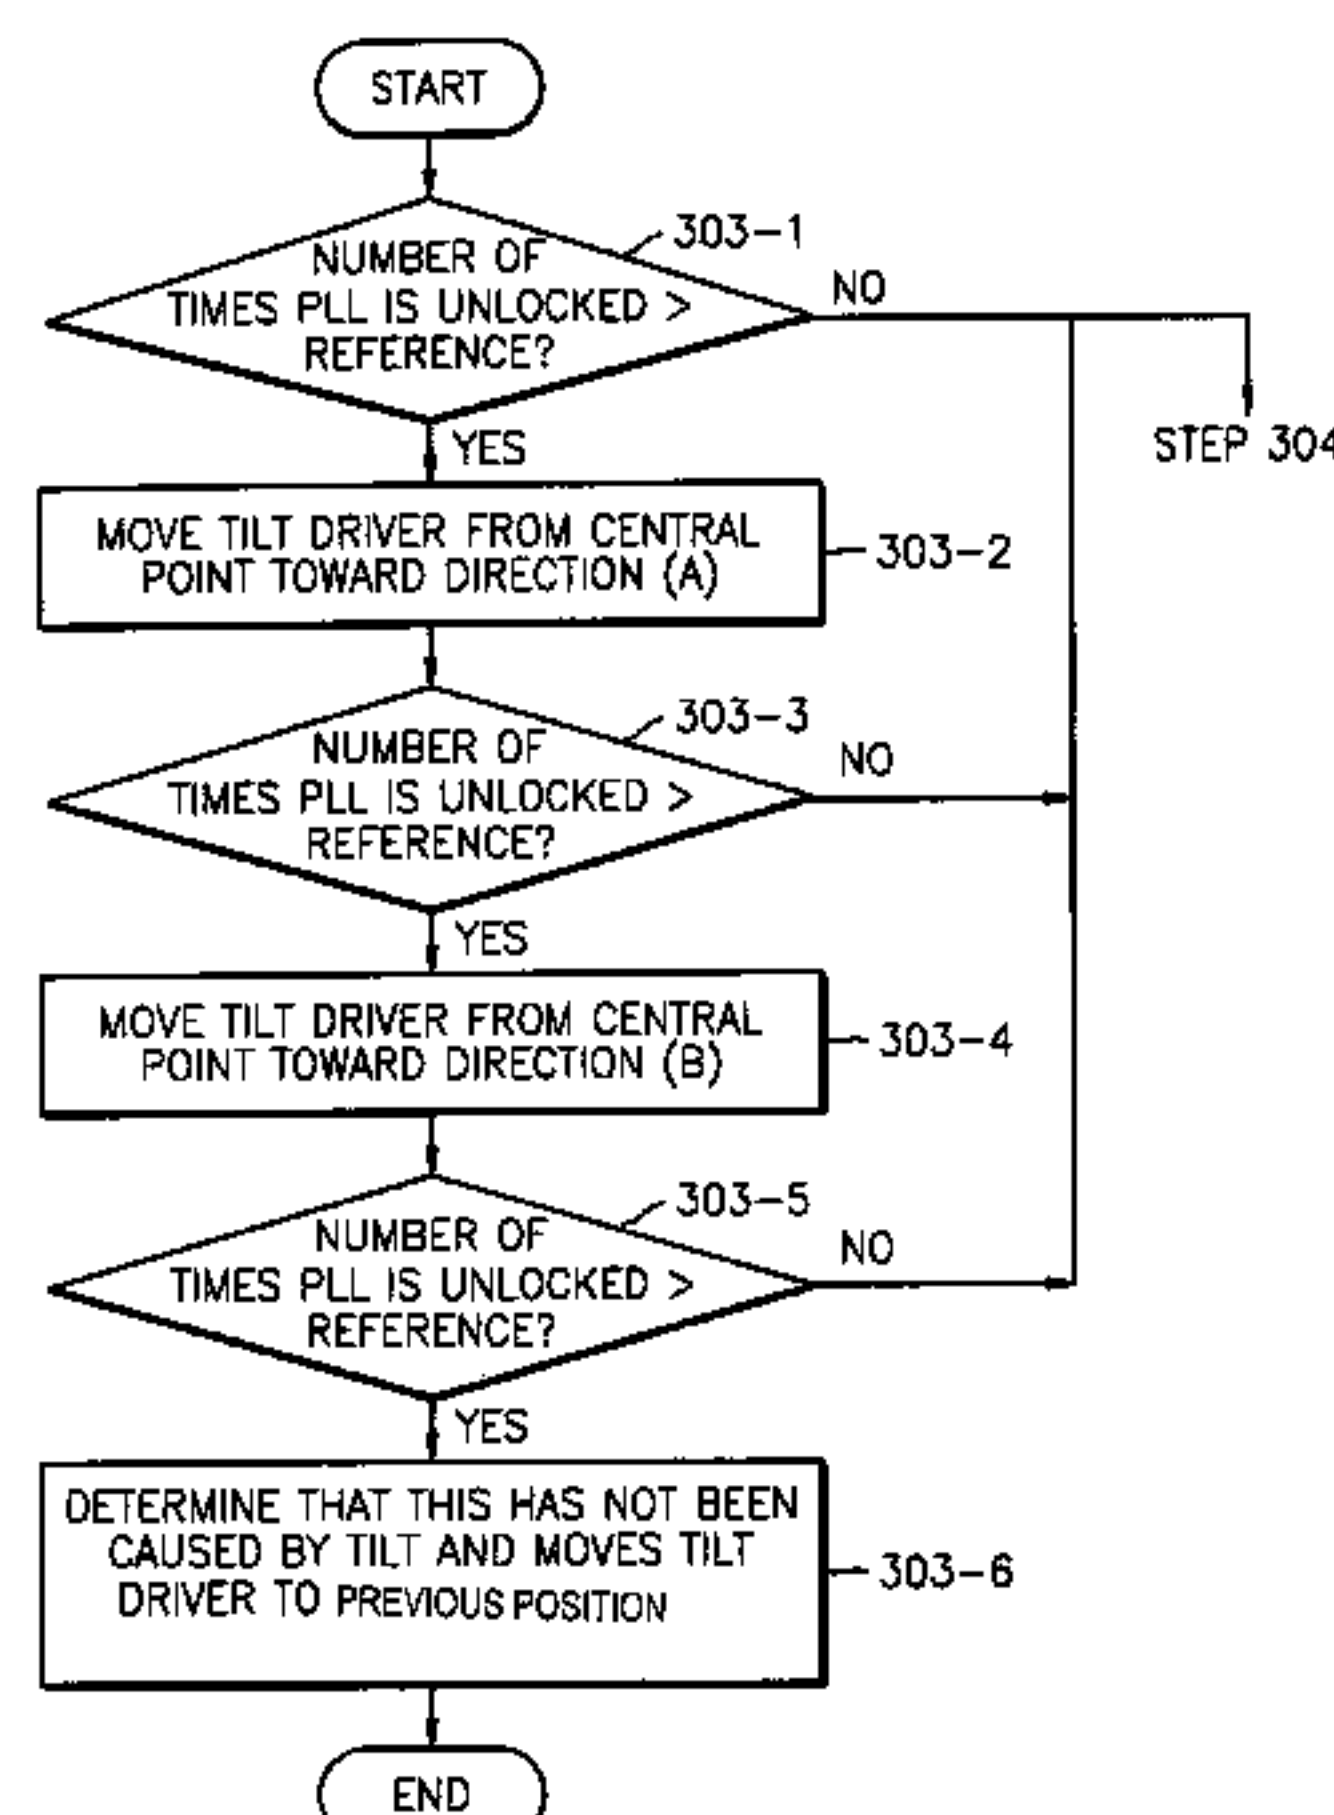 START
303-1
NUMBER OF
TIMES PLL IS UNLOCKED >
REFERENCE?
NO
STEP 304
YES
MOVE TILT DRIVER FROM CENTRAL
POINT TOWARD DIRECTION (A)
303-2
303-3
NUMBER OF
TIMES PLL IS UNLOCKED >
REFERENCE?
NO
YES
MOVE TILT DRIVER FROM CENTRAL
POINT TOWARD DIRECTION (B)
303-4
303-5
NUMBER OF
TIMES PLL IS UNLOCKED >
REFERENCE?
NO
YES
DETERMINE THAT THIS HAS NOT BEEN
CAUSED BY TILT AND MOVES TILT
DRIVER TO PREVIOUS POSITION
303-6
END